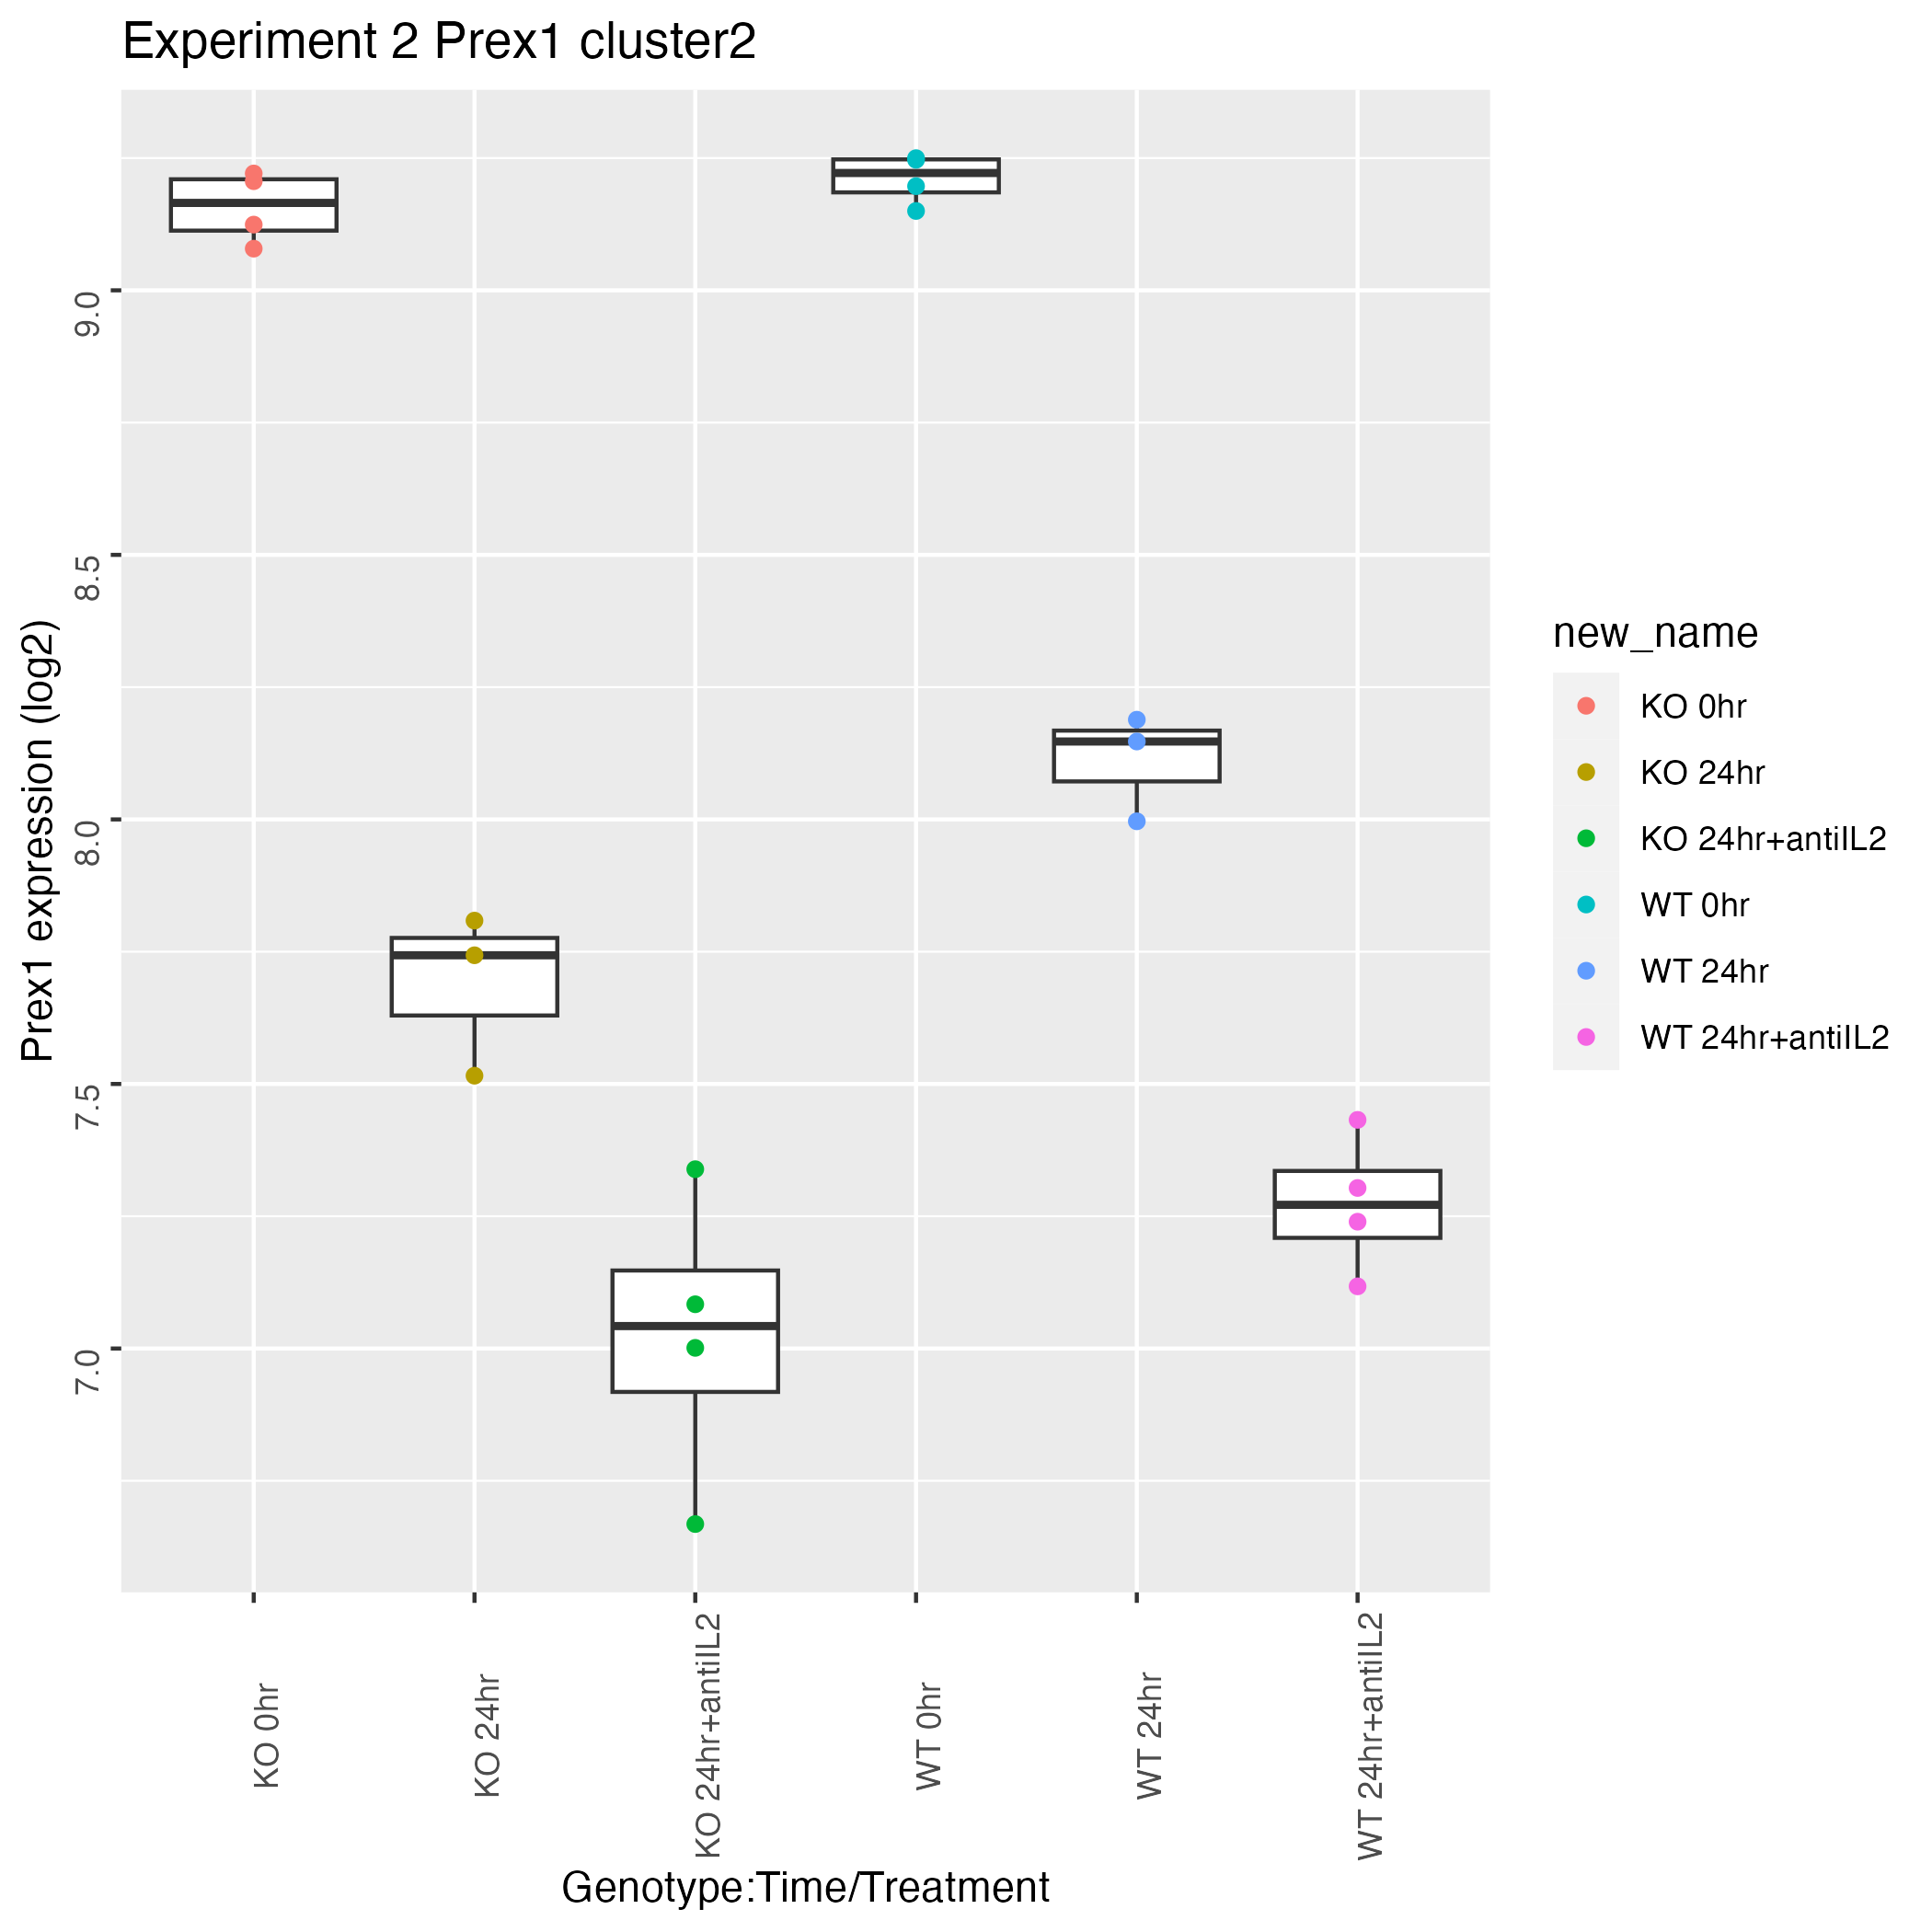 Experiment 2 Prex1 cluster2
Prex1 expression (log2)
9.0
8.5
8.0
7.5
7.0
KO 0hr
KO 24hr
KO 24hr+antiIL2
WT 0hr
WT 24hr
WT 24hr+antiIL2
Genotype:Time/Treatment
new_name
KO 0hr
KO 24hr
KO 24hr+antiIL2
WT 0hr
WT 24hr
WT 24hr+antiIL2